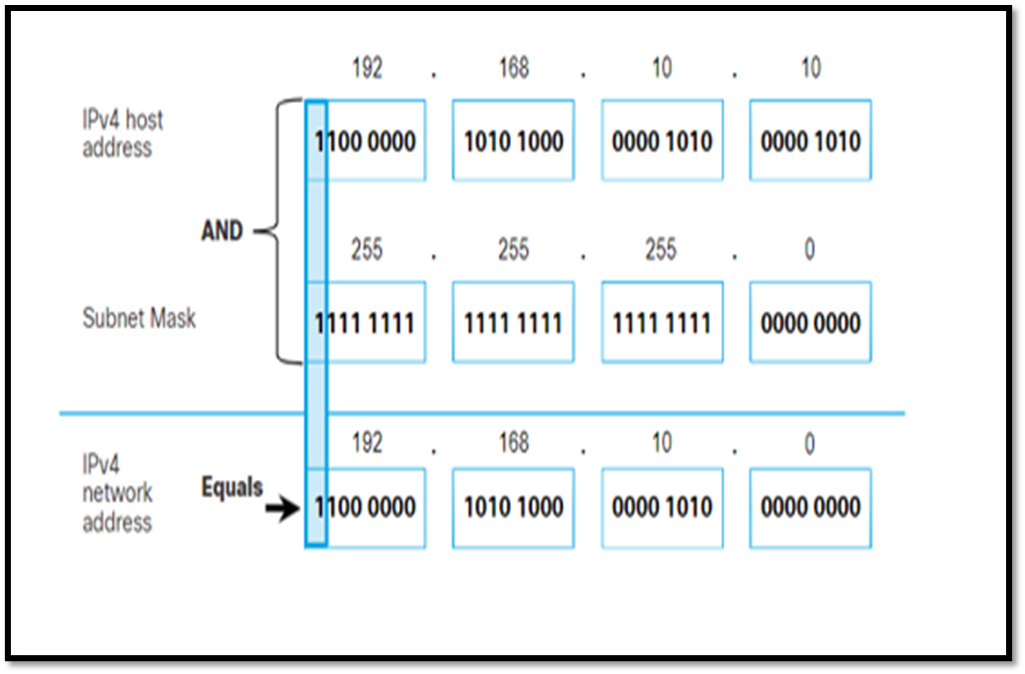 192 . 168 . 10 . 10
IPv4 host
address
1100 0000 1010 1000 0000 1010 0000 1010
AND
255 . 255 . 255 . 0
Subnet Mask
1111 1111 1111 1111 1111 1111 0000 0000
192 . 168 . 10 . 0
IPv4
network
address
Equals
1100 0000 1010 1000 0000 1010 0000 0000